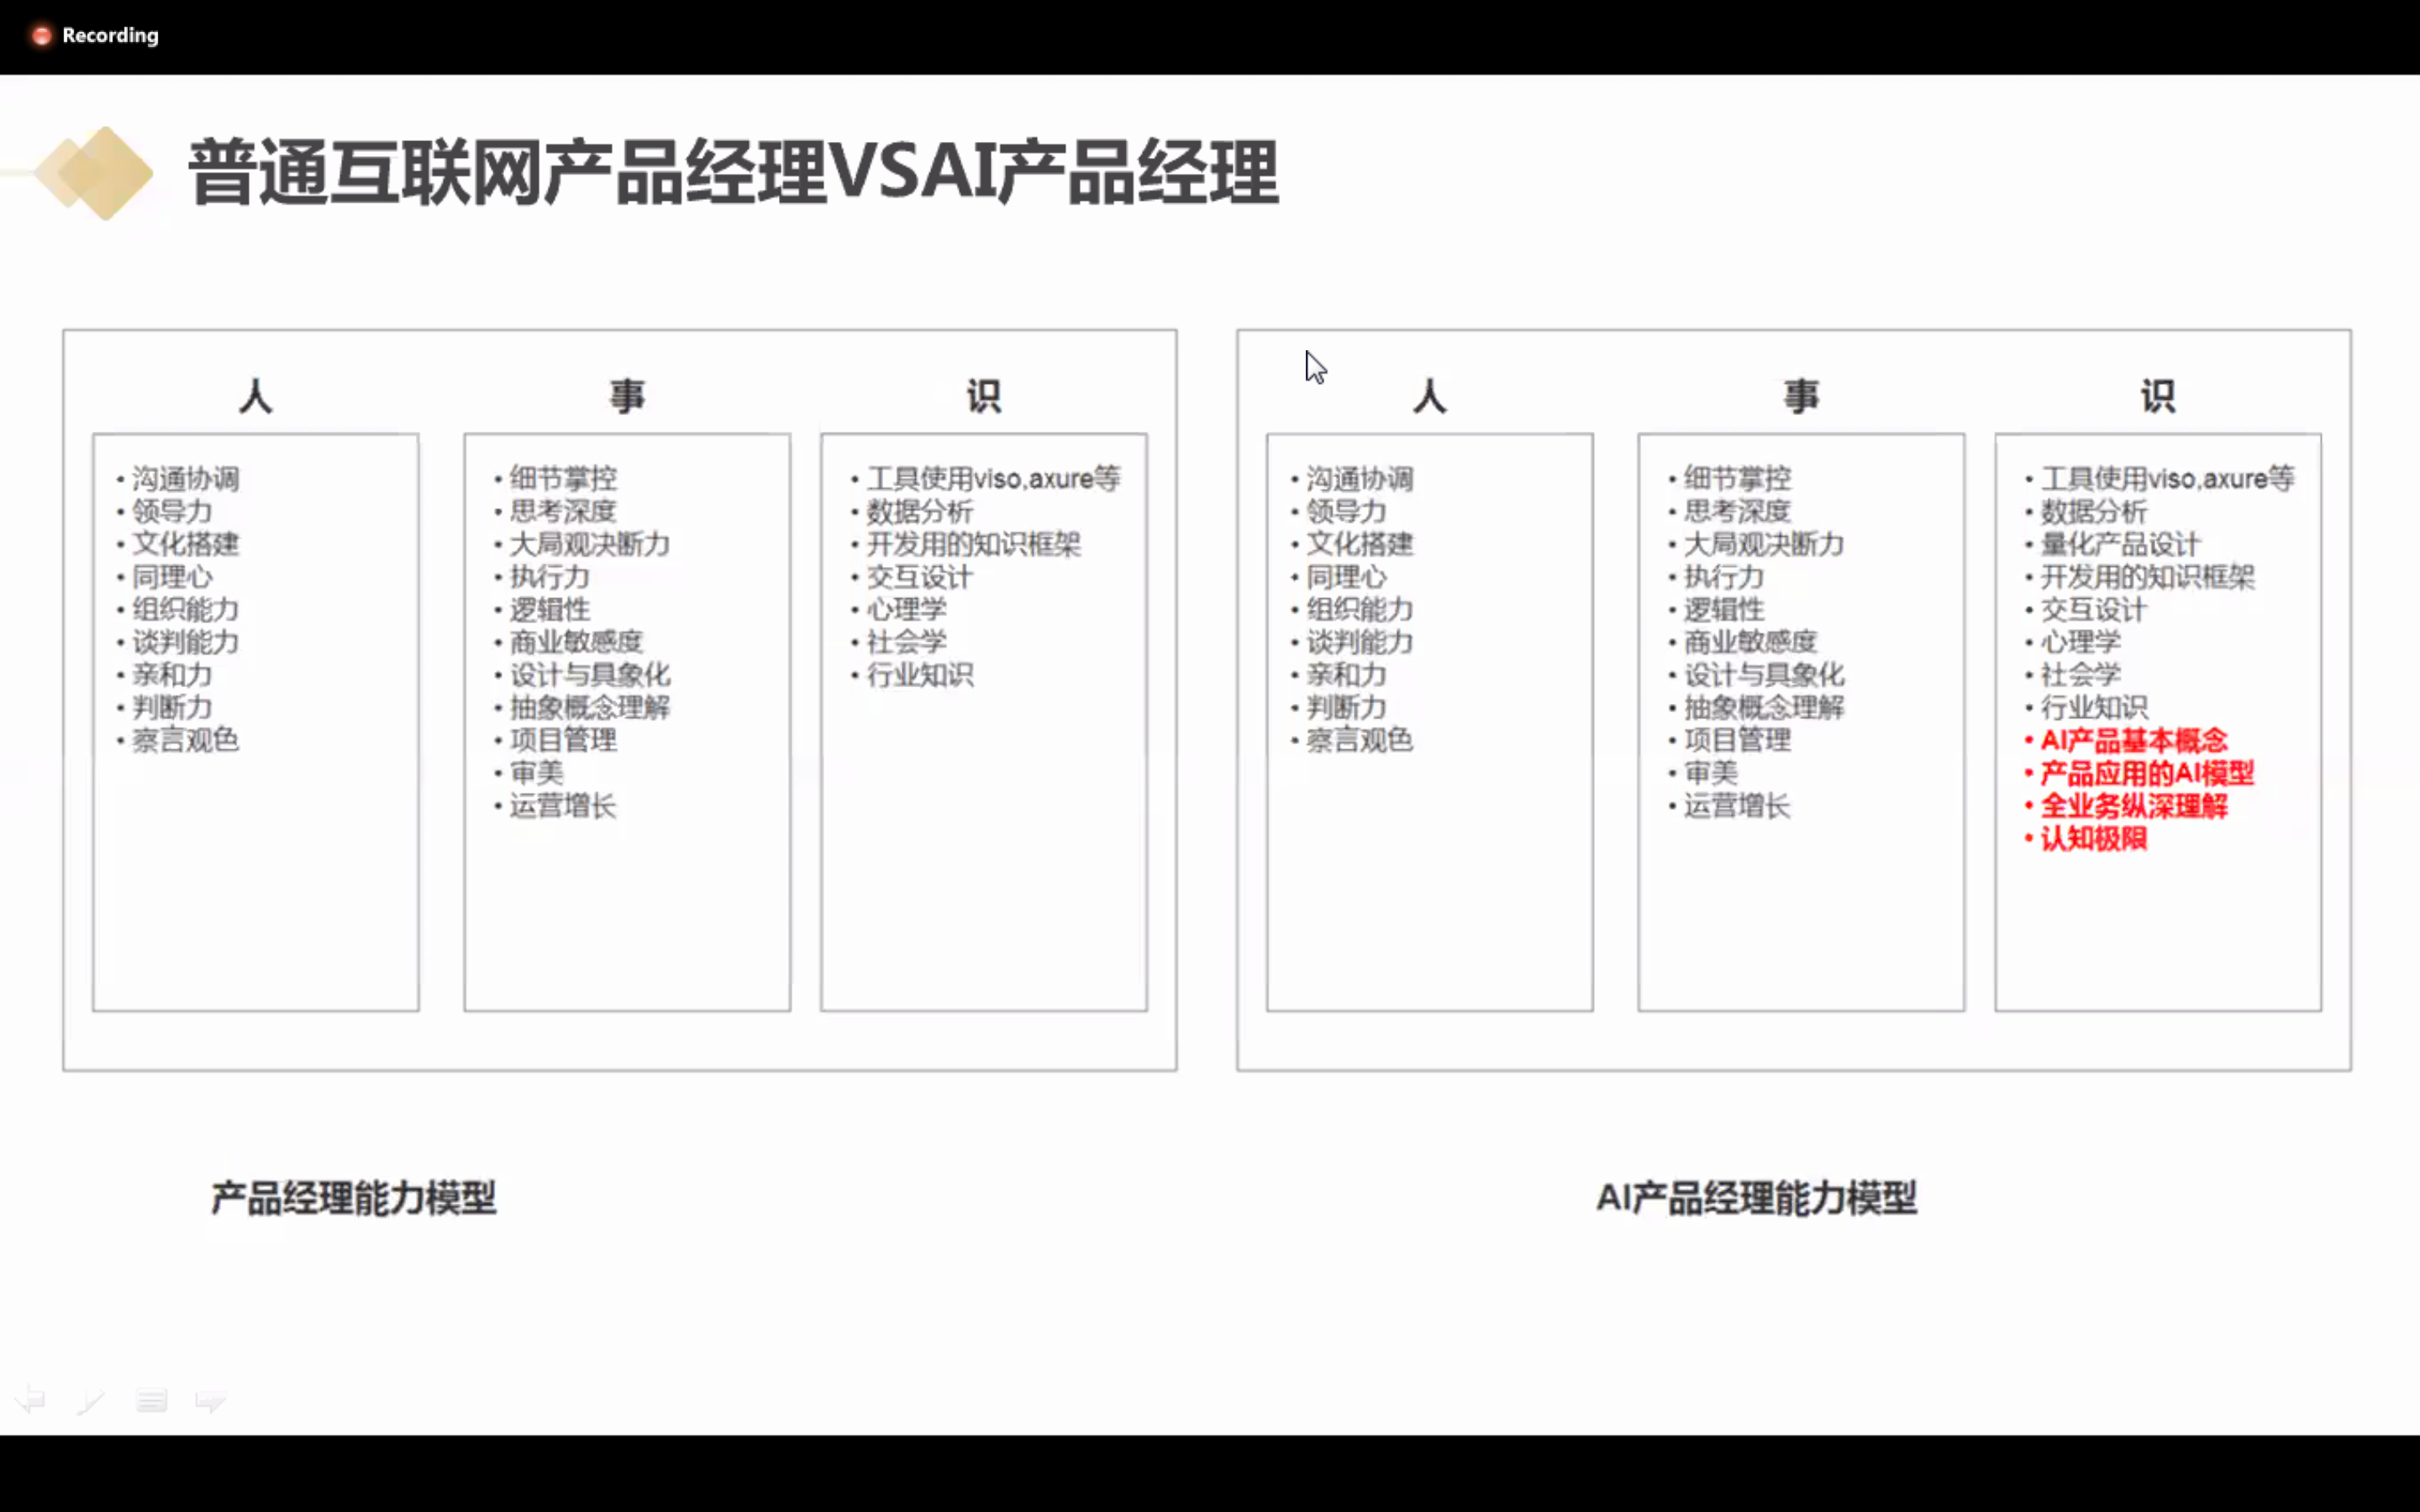 Recording
普通互联网产品经理VSAI产品经理
人
• 沟通协调
• 领导力
• 文化搭建
• 同理心
• 组织能力
• 谈判能力
• 亲和力
• 判断力
• 察言观色
事
• 细节掌控
• 思考深度
• 大局观决断力
• 执行力
• 逻辑性
• 商业敏感度
• 设计与具象化
• 抽象概念理解
• 项目管理
• 审美
• 运营增长
识
• 工具使用viso,axure等
• 数据分析
• 开发用的知识框架
• 交互设计
• 心理学
• 社会学
• 行业知识
产品经理能力模型
人
• 沟通协调
• 领导力
• 文化搭建
• 同理心
• 组织能力
• 谈判能力
• 亲和力
• 判断力
• 察言观色
事
• 细节掌控
• 思考深度
• 大局观决断力
• 执行力
• 逻辑性
• 商业敏感度
• 设计与具象化
• 抽象概念理解
• 项目管理
• 审美
• 运营增长
识
• 工具使用viso,axure等
• 数据分析
• 量化产品设计
• 开发用的知识框架
• 交互设计
• 心理学
• 社会学
• 行业知识
• AI产品基本概念
• 产品应用的AI模型
• 全业务纵深理解
• 认知极限
AI产品经理能力模型